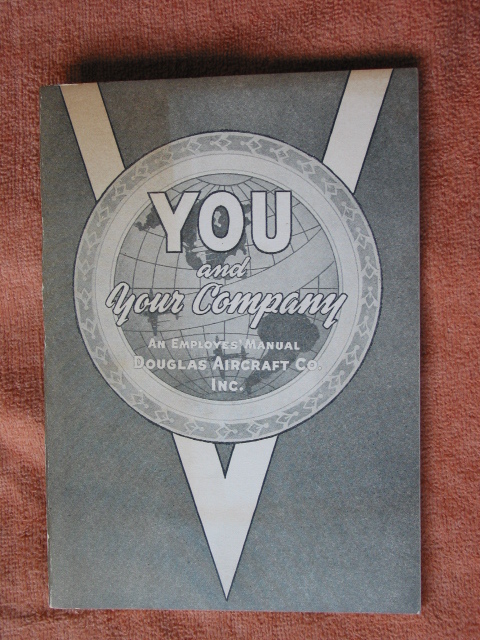 YOU
and
Your Company
AN EMPLOYES' MANUAL
DOUGLAS AIRCRAFT CO.
INC.